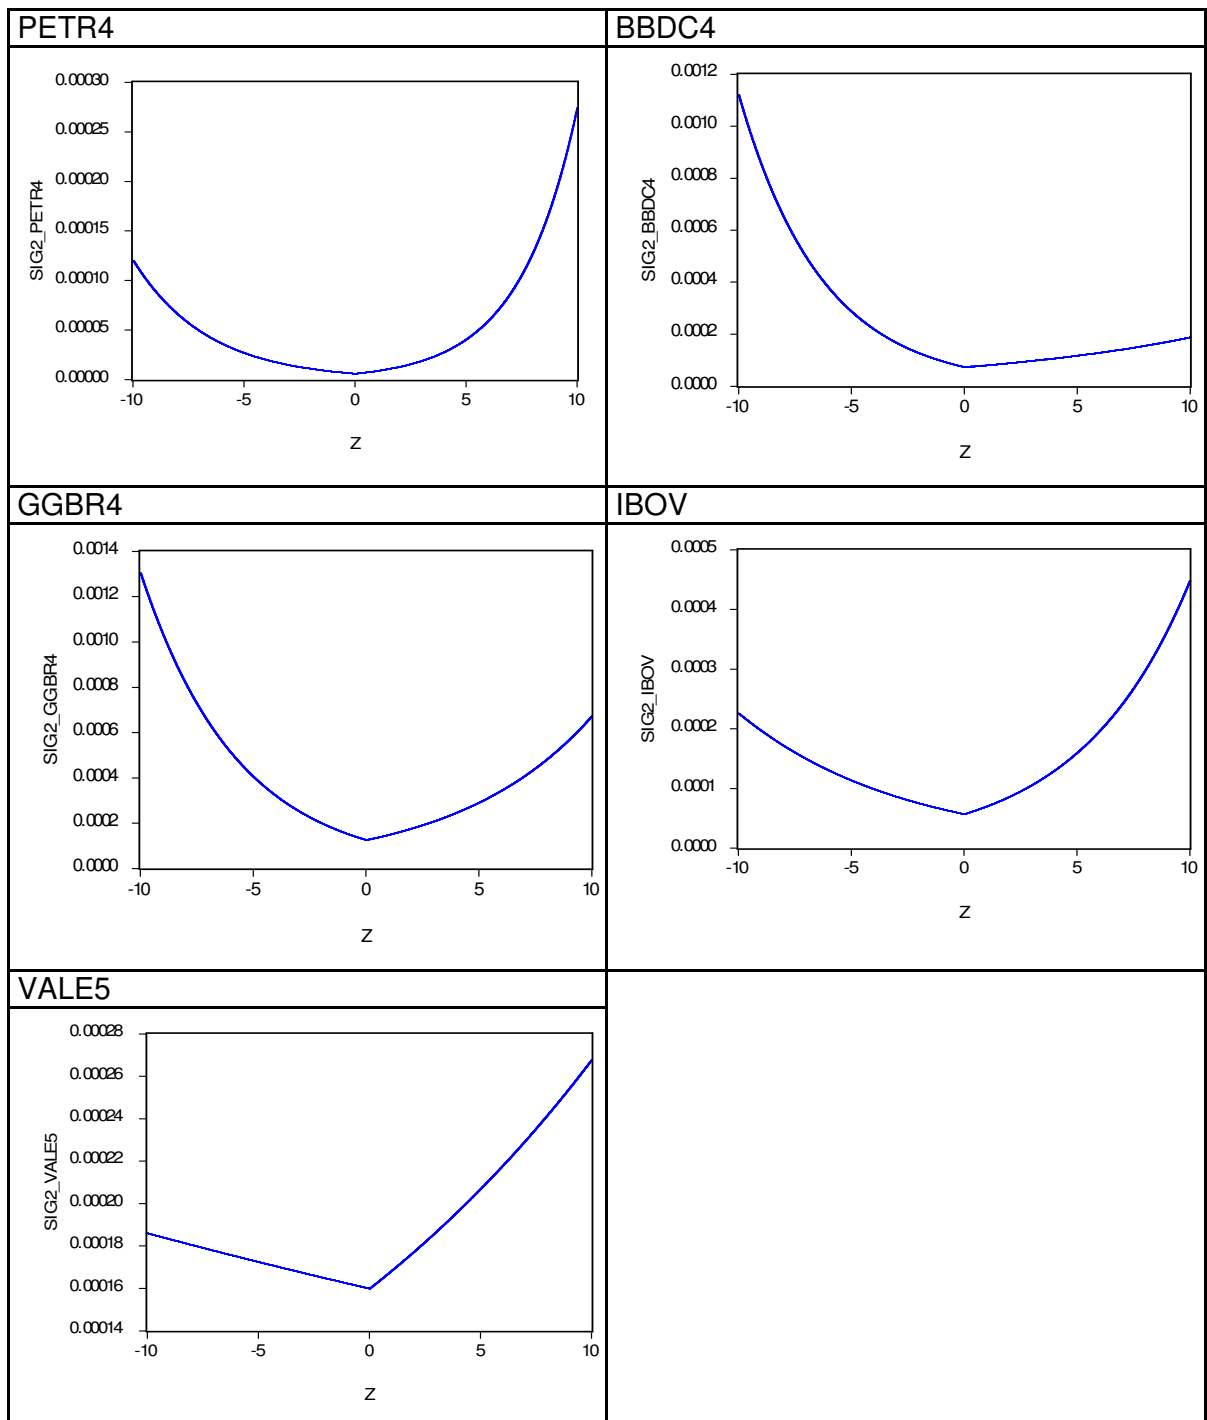 PETR4
BBDC4
0.00030
0.00025
0.00020
0.00015
0.00010
0.00005
0.00000
SIG2_PETR4
-10 -5 0 5 10
Z
0.0012
0.0010
0.0008
0.0006
0.0004
0.0002
0.0000
SIG2_BBDC4
-10 -5 0 5 10
Z
GGBR4
IBOV
0.0014
0.0012
0.0010
0.0008
0.0006
0.0004
0.0002
0.0000
SIG2_GGBR4
-10 -5 0 5 10
Z
0.0005
0.0004
0.0003
0.0002
0.0001
0.0000
SIG2_IBOV
-10 -5 0 5 10
Z
VALE5
0.00028
0.00026
0.00024
0.00022
0.00020
0.00018
0.00016
0.00014
SIG2_VALE5
-10 -5 0 5 10
Z